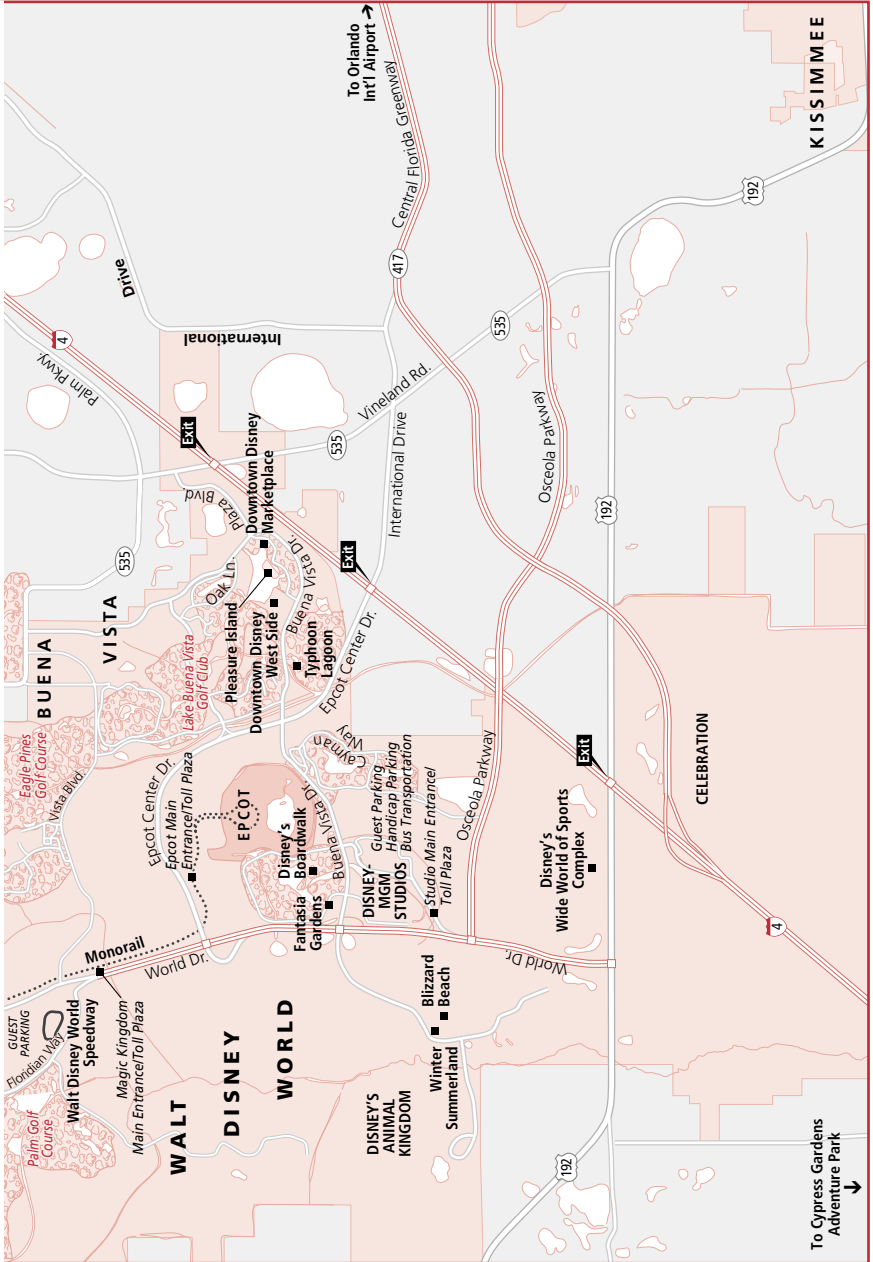 GUEST
PARKING
Floridian Way
Palm Golf
Course
Walt Disney World
Speedway
Magic Kingdom
Main Entrance/Toll Plaza
Monorail
World Dr.
WALT
DISNEY
WORLD
Eagle Pines
Golf Course
Vista Blvd.
BUENA
VISTA
Epcot Center Dr.
Epcot Main
Entrance/Toll Plaza
EPCOT
Lake Buena Vista
Golf Club
Oak Ln.
Pleasure Island
Downtown Disney
West Side
Downtown Disney
Marketplace
Plaza Blvd.
Buena Vista Dr.
Typhoon
Lagoon
Epcot Center Dr.
Exit
Exit
Exit
535
Palm Pkwy.
4
International
Drive
535
Vineland Rd.
535
International Drive
417
Central Florida Greenway
To Orlando
Int'l Airport
Osceola Parkway
192
192
KISSIMMEE
Cayman
Way
Disney's
Boardwalk
Buena Vista Dr.
Fantasia
Gardens
DISNEY-
MGM
STUDIOS
Guest Parking
Handicap Parking
Bus Transportation
Studio Main Entrance/
Toll Plaza
Osceola Parkway
World Dr.
Blizzard
Beach
Winter
Summerland
DISNEY'S
ANIMAL
KINGDOM
Disney's
Wide World of Sports
Complex
CELEBRATION
4
192
To Cypress Gardens
Adventure Park